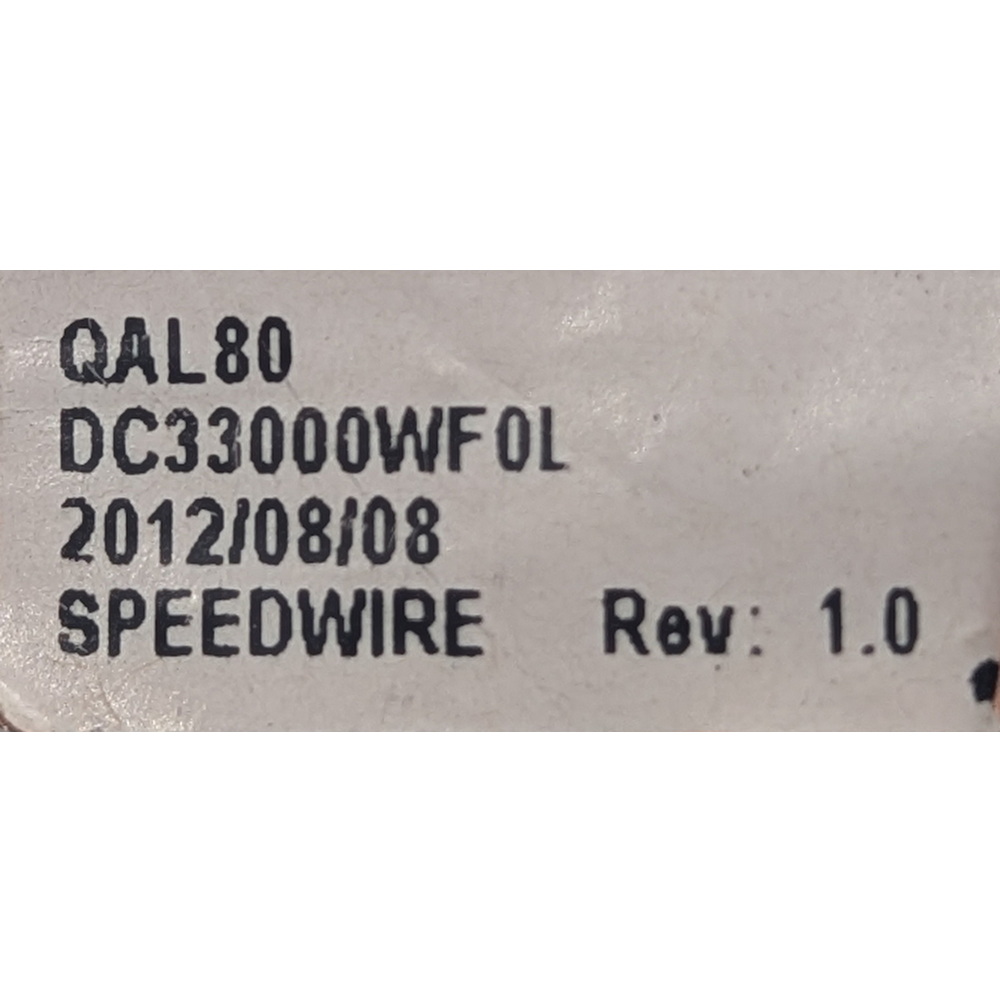 QAL80
DC33000WF0L
2012/08/08
SPEEDWIRE Rev: 1.0